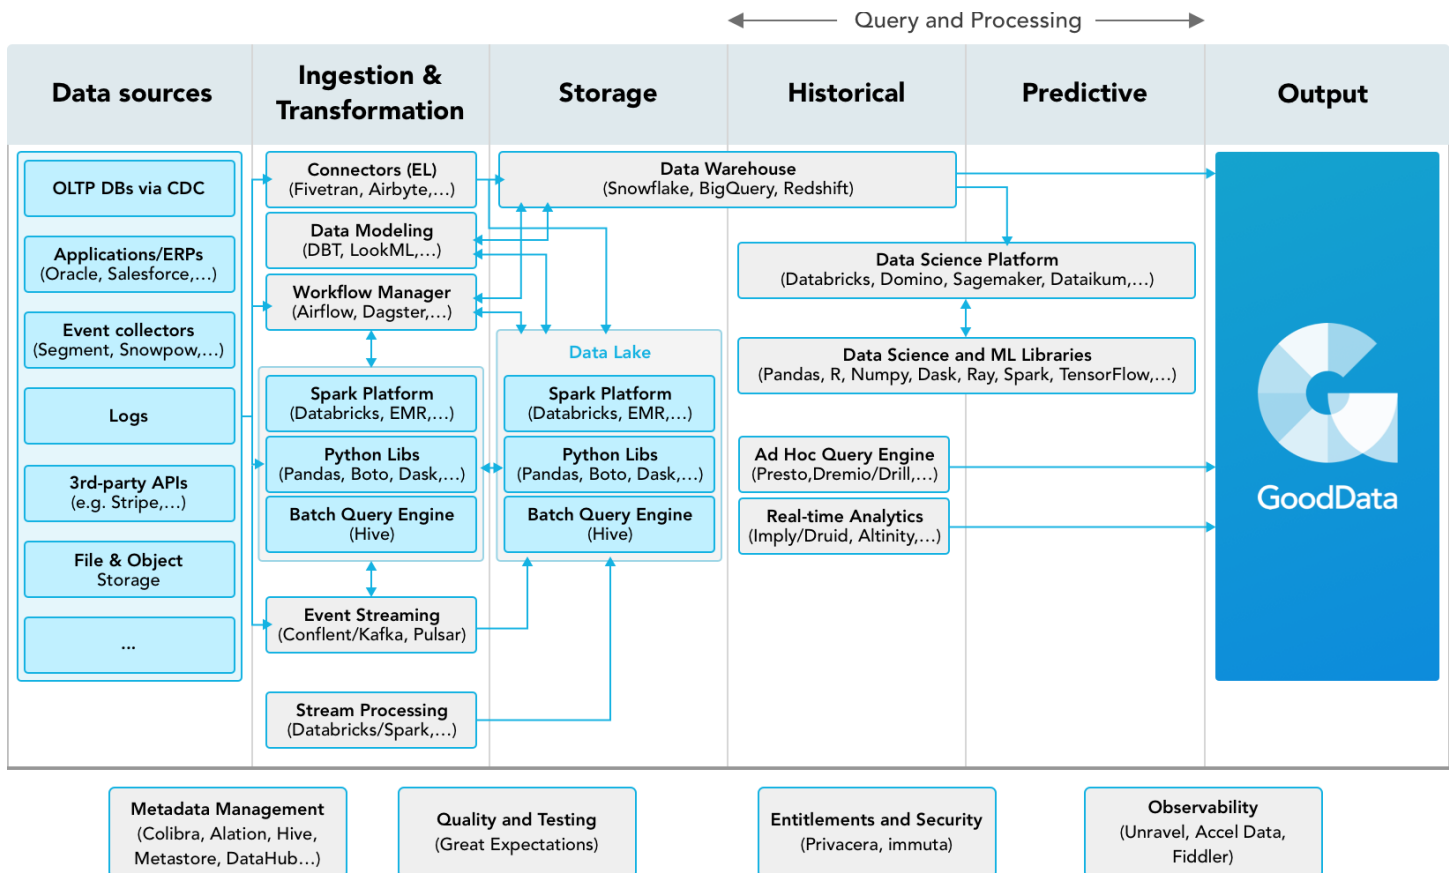 Query and Processing
Data sources
Ingestion &
Transformation
Storage
Historical
Predictive
Output
OLTP DBs via CDC
Applications/ERPs
(Oracle, Salesforce,...)
Event collectors
(Segment, Snowpow,...)
Logs
3rd-party APIs
(e.g. Stripe,...)
File & Object
Storage
...
Connectors (EL)
(Fivetran, Airbyte,...)
Data Modeling
(DBT, LookML,...)
Workflow Manager
(Airflow, Dagster,...)
Spark Platform
(Databricks, EMR,...)
Python Libs
(Pandas, Boto, Dask,...)
Batch Query Engine
(Hive)
Event Streaming
(Conflent/Kafka, Pulsar)
Stream Processing
(Databricks/Spark,...)
Data Warehouse
(Snowflake, BigQuery, Redshift)
Data Lake
Spark Platform
(Databricks, EMR,...)
Python Libs
(Pandas, Boto, Dask,...)
Batch Query Engine
(Hive)
Data Science Platform
(Databricks, Domino, Sagemaker, Dataikum,...)
Data Science and ML Libraries
(Pandas, R, Numpy, Dask, Ray, Spark, TensorFlow,...)
Ad Hoc Query Engine
(Presto,Dremio/Drill,...)
Real-time Analytics
(Imply/Druid, Altinity,...)
GoodData
Metadata Management
(Colibra, Alation, Hive,
Metastore, DataHub...)
Quality and Testing
(Great Expectations)
Entitlements and Security
(Privacera, immuta)
Observability
(Unravel, Accel Data,
Fiddler)